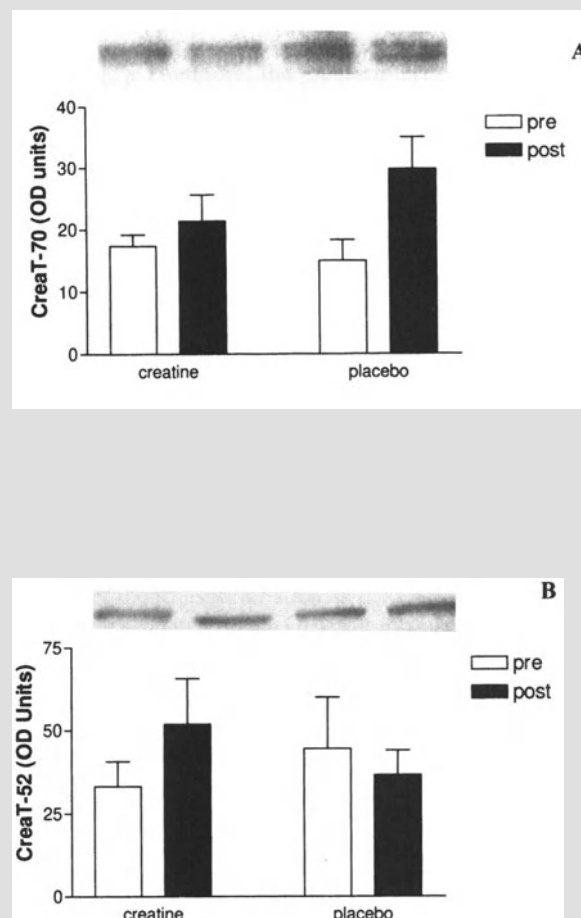 A
40
30
20
10
0
CreaT-70 (OD units)
pre
post
creatine
placebo
B
75
50
25
0
CreaT-52 (OD Units)
pre
post
creatine
placebo